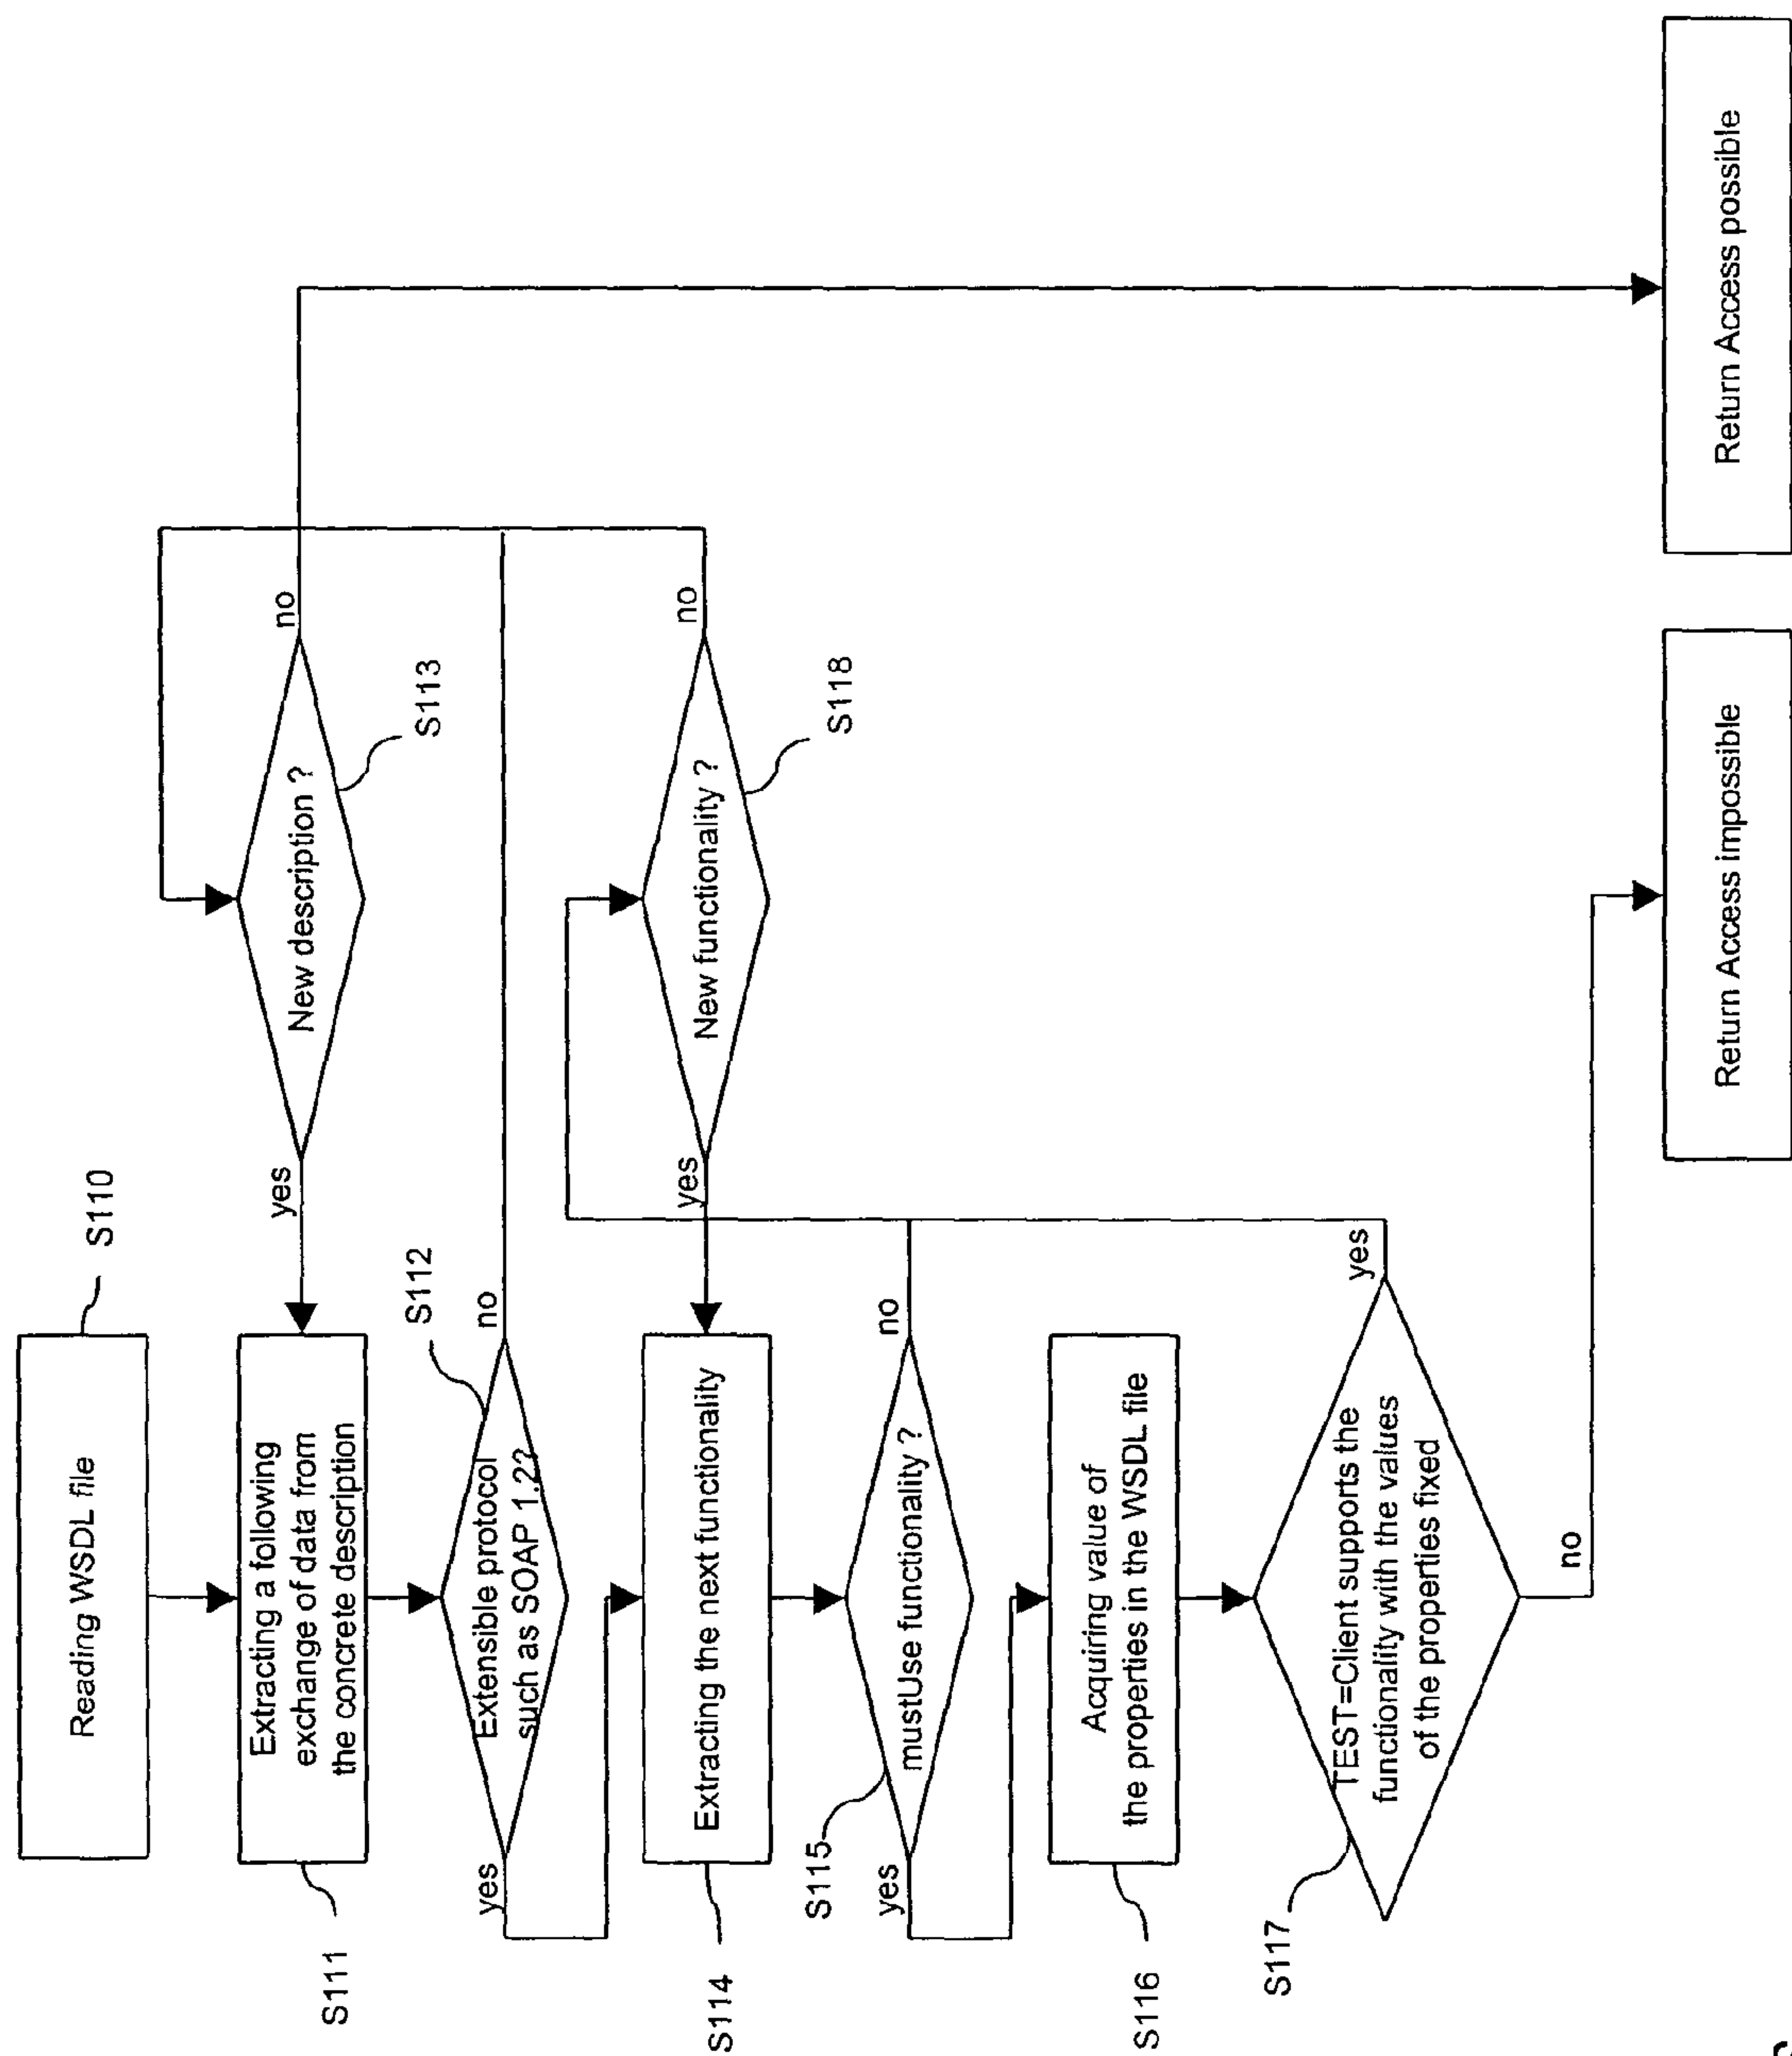 Reading WSDL file
S110
Extracting a following
exchange of data from
the concrete description
S111
yes
New description ?
no
S113
Extensible protocol
such as SOAP 1.2?
S112
yes
no
Extracting the next functionality
S114
yes
New functionality ?
no
S118
mustUse functionality ?
S115
yes
no
Acquiring value of
the properties in the WSDL file
S116
TEST=Client supports the
functionality with the values
of the properties fixed
S117
yes
no
Return Access impossible
Return Access possible